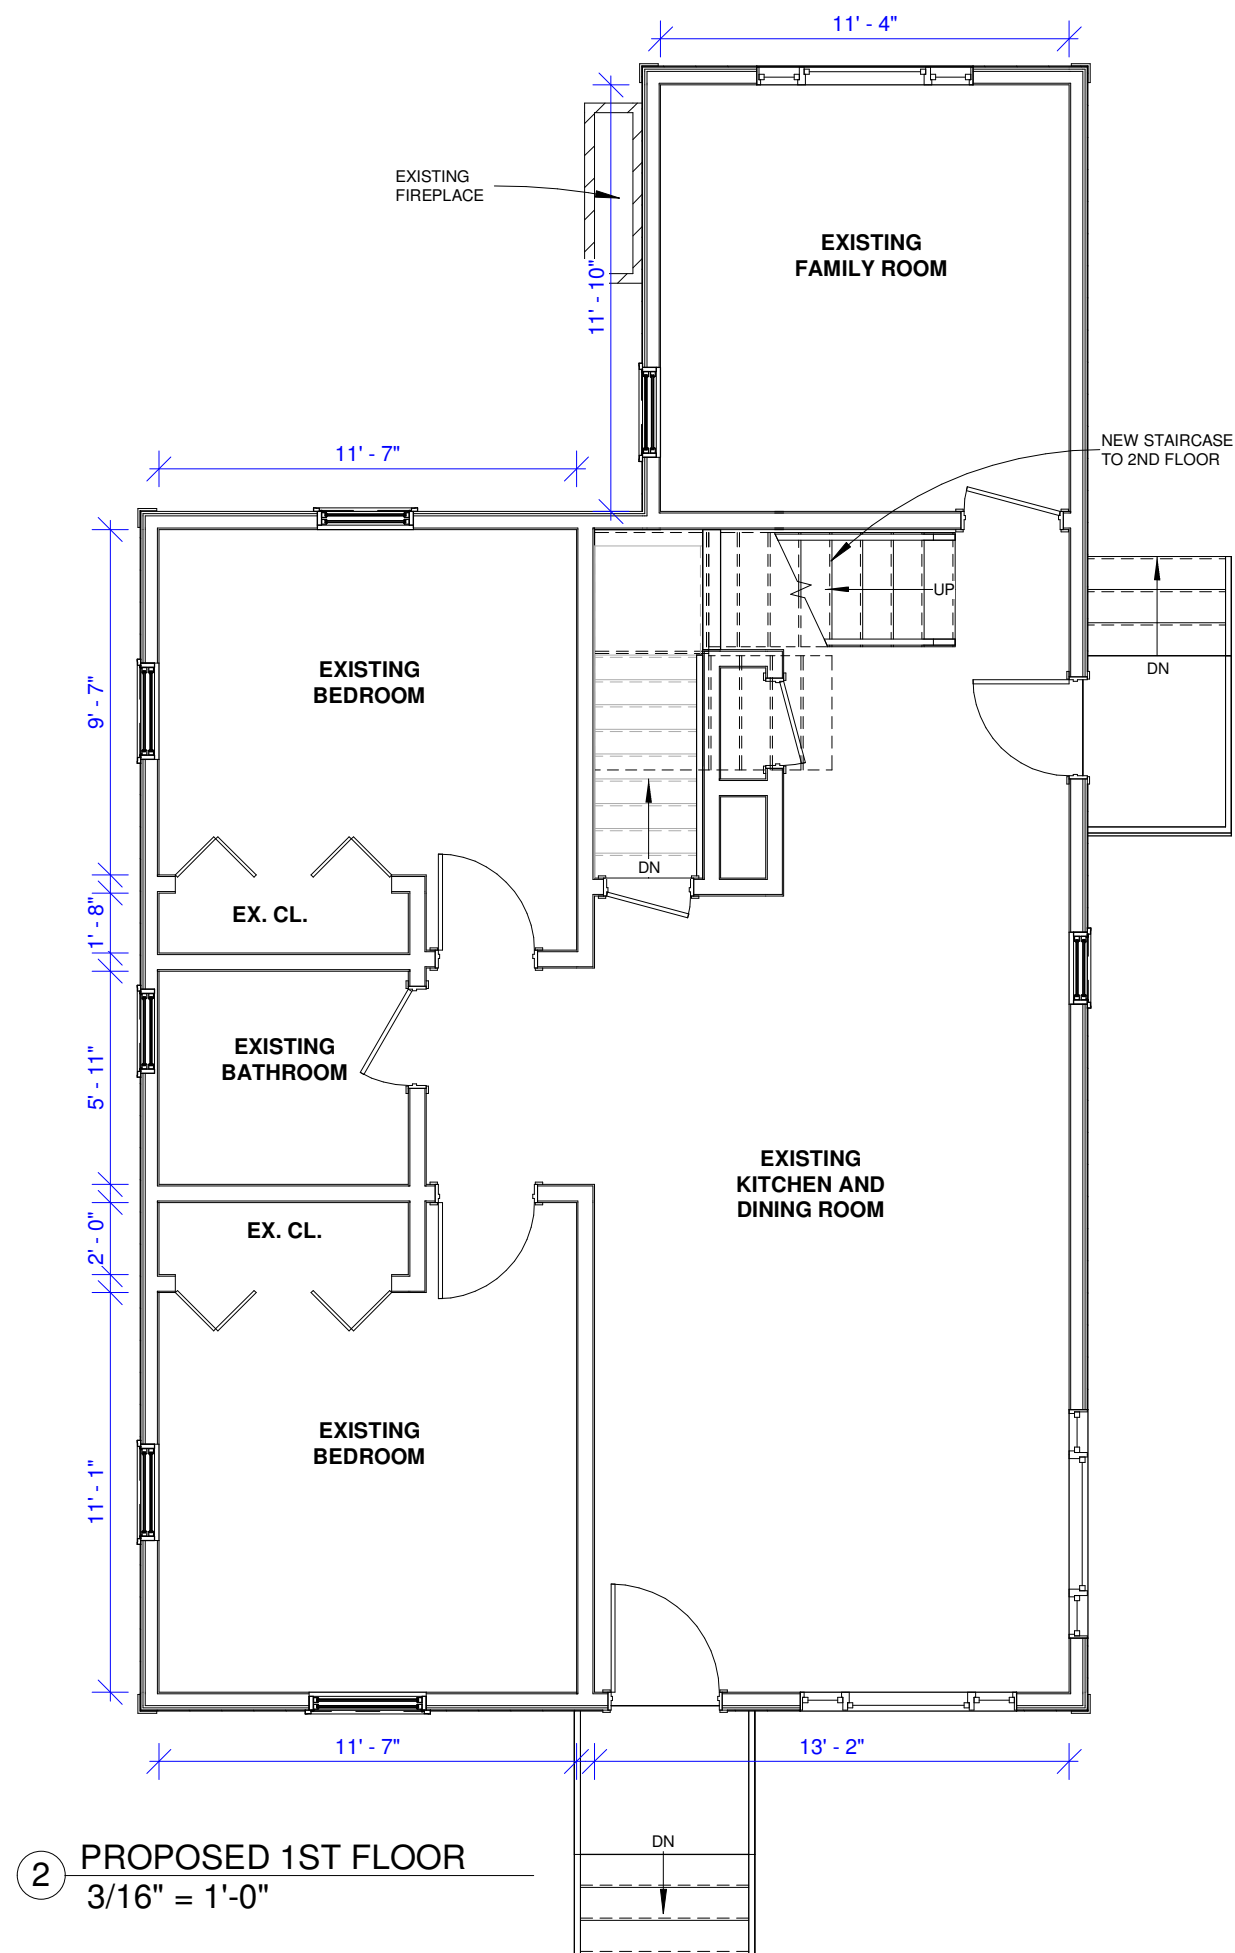 11' - 4"
EXISTING
FIREPLACE
EXISTING
FAMILY ROOM
11' - 10"
NEW STAIRCASE
TO 2ND FLOOR
11' - 7"
UP
DN
9' - 7"
EXISTING
BEDROOM
DN
1' - 8"
EX. CL.
5' - 11"
EXISTING
BATHROOM
EXISTING
KITCHEN AND
DINING ROOM
2' - 0"
EX. CL.
11' - 1"
EXISTING
BEDROOM
11' - 7"
13' - 2"
DN
2
PROPOSED 1ST FLOOR
3/16" = 1'-0"